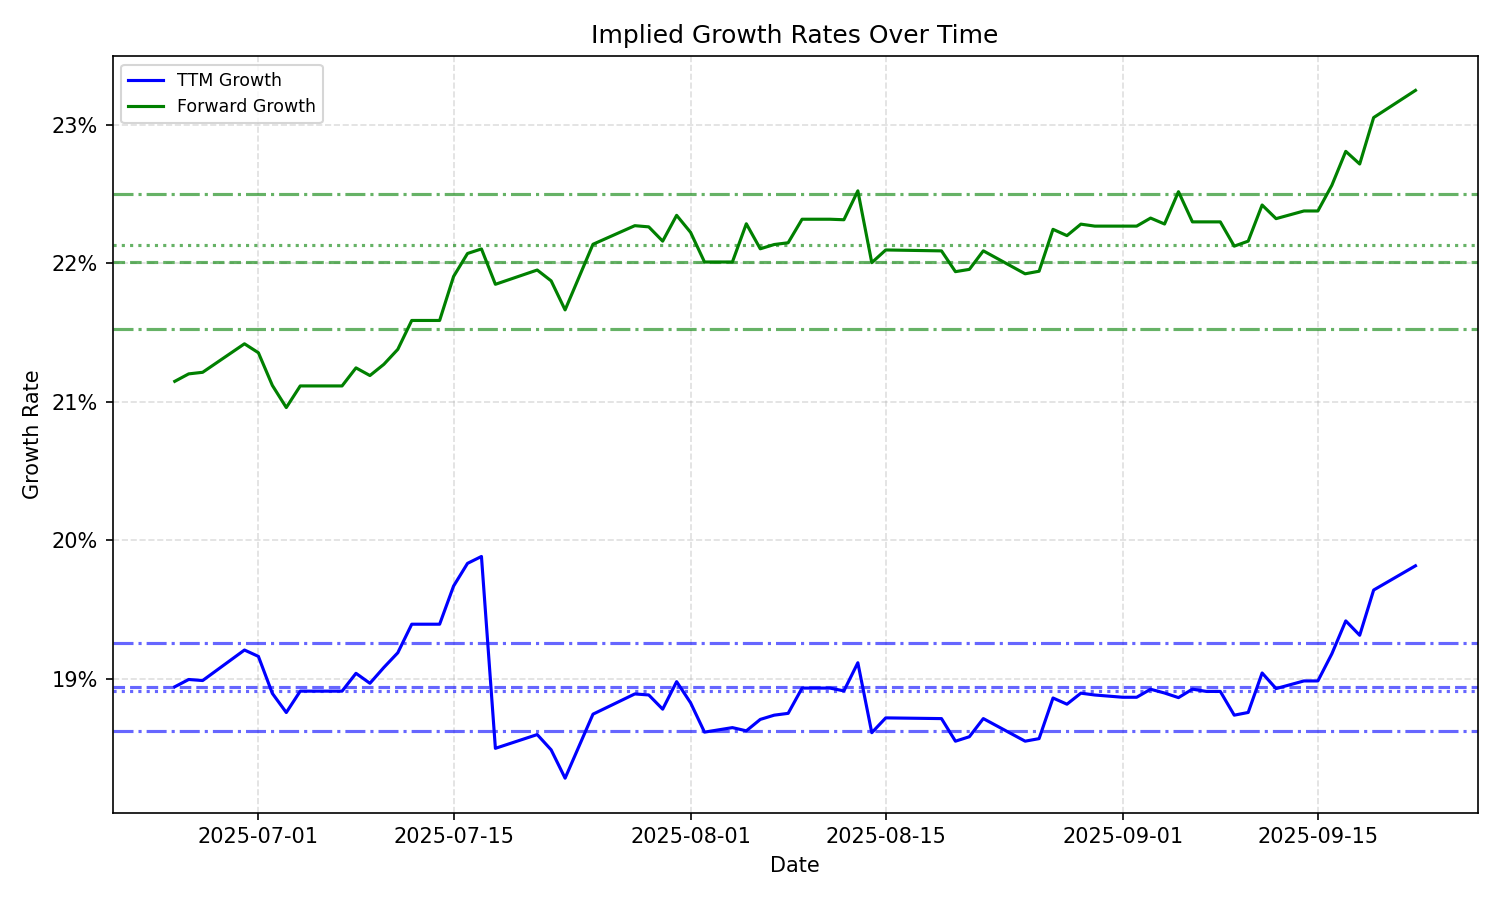 Implied Growth Rates Over Time
TTM Growth
Forward Growth
23%
22%
21%
20%
19%
Growth Rate
2025-07-01
2025-07-15
2025-08-01
2025-08-15
2025-09-01
2025-09-15
Date